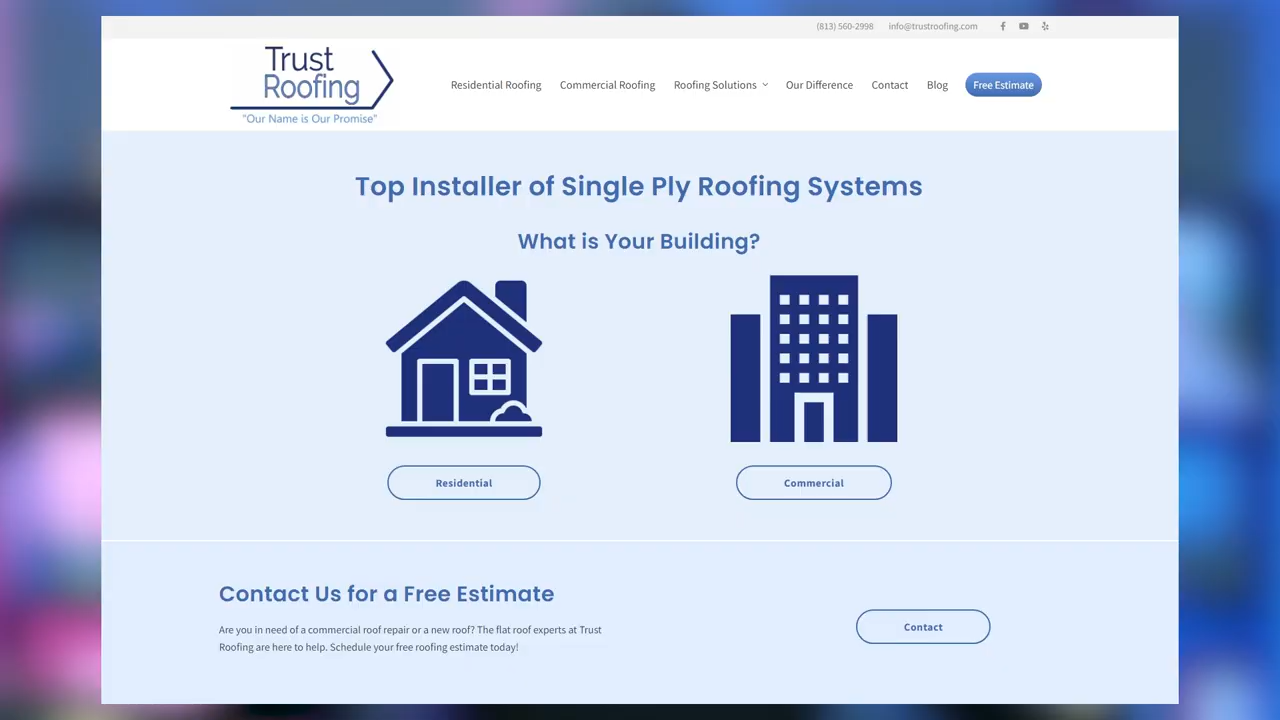 (813) 560-2998 info@trustroofing.com
Trust
Roofing
"Our Name is Our Promise"
Residential Roofing Commercial Roofing Roofing Solutions Our Difference Contact Blog Free Estimate
Top Installer of Single Ply Roofing Systems
What is Your Building?
Residential Commercial
Contact Us for a Free Estimate
Are you in need of a commercial roof repair or a new roof? The flat roof experts at Trust
Roofing are here to help. Schedule your free roofing estimate today!
Contact